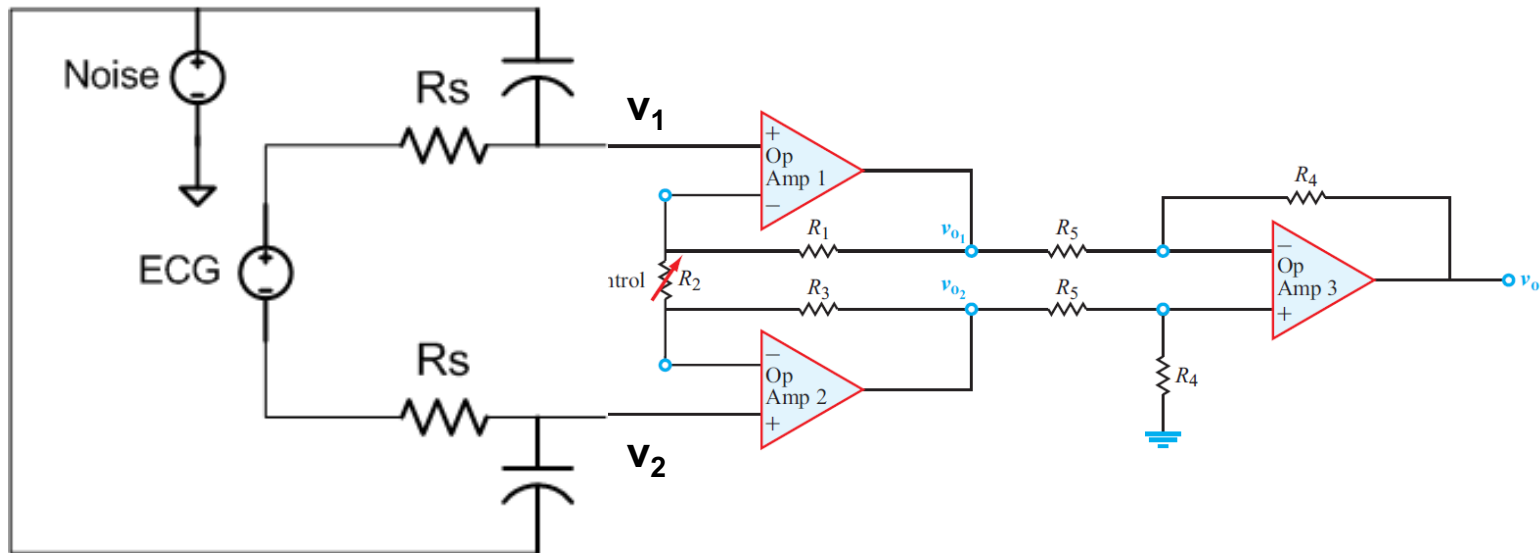 Noise
Rs
v1
+
Op
Amp 1
−
R4
R1
vo1
R5
−
Op
Amp 3
+
vo
ECG
ntrol
R2
R3
vo2
R5
R4
Rs
−
Op
Amp 2
+
v2